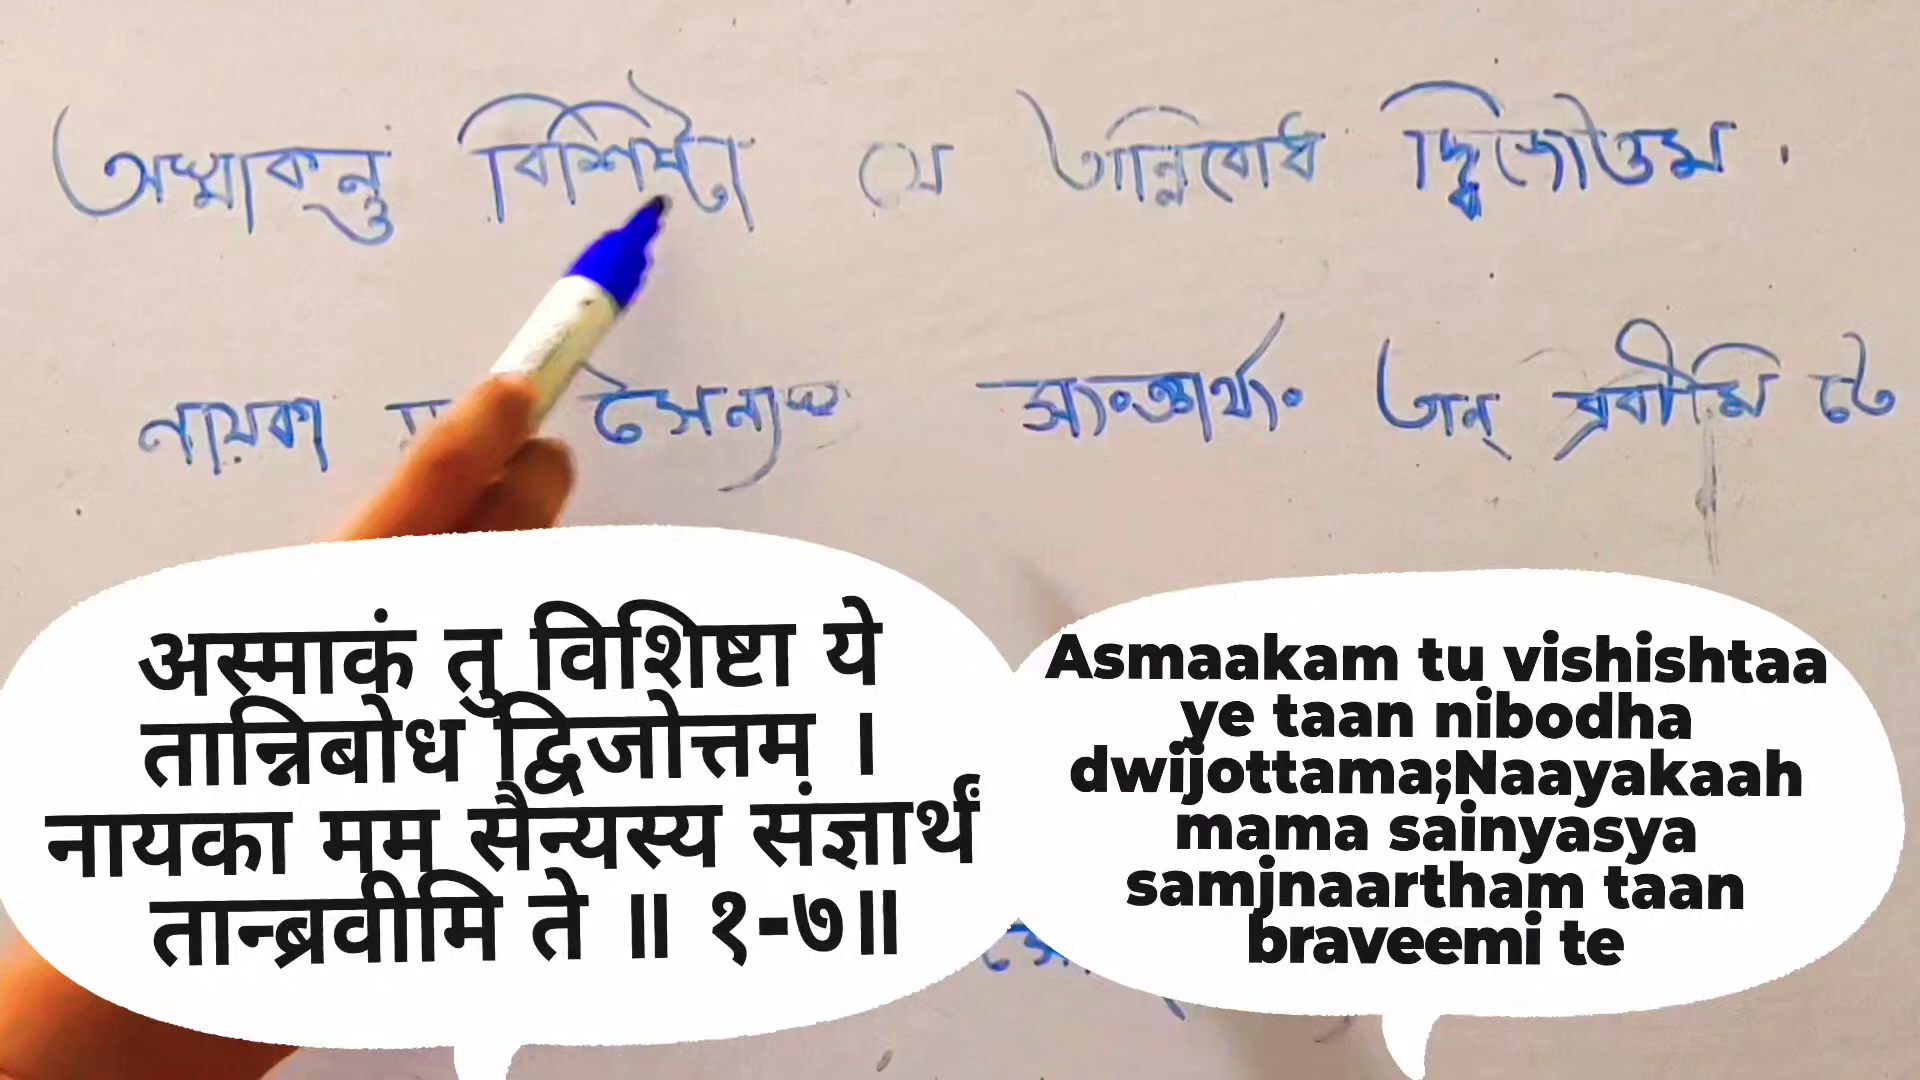 অস্মাকন্তু বিশিষ্টা যে তান্নিবোধ দ্বিজোত্তম .
নায়কা সৈন্যস্য সংজ্ঞার্থং তান্ ব্রবীমি তে
अस्माकं तु विशिष्टा ये
तान्निबोध द्विजोत्तम ।
नायका मम सैन्यस्य संज्ञार्थं
तान्ब्रवीमि ते ॥ १-७॥
Asmaakam tu vishishtaa
ye taan nibodha
dwijottama;Naayakaah
mama sainyasya
samjnaartham taan
braveemi te